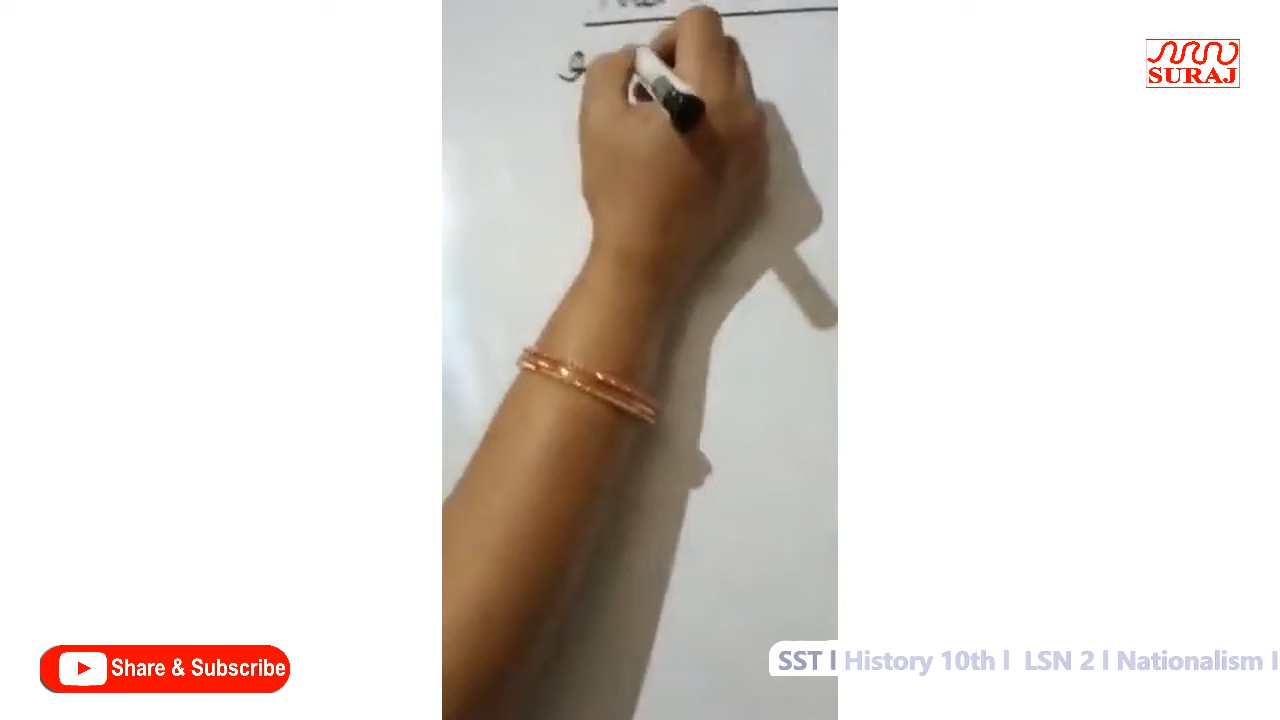 SURAJ
Share & Subscribe
SST l History 10th l LSN 2 l Nationalism I